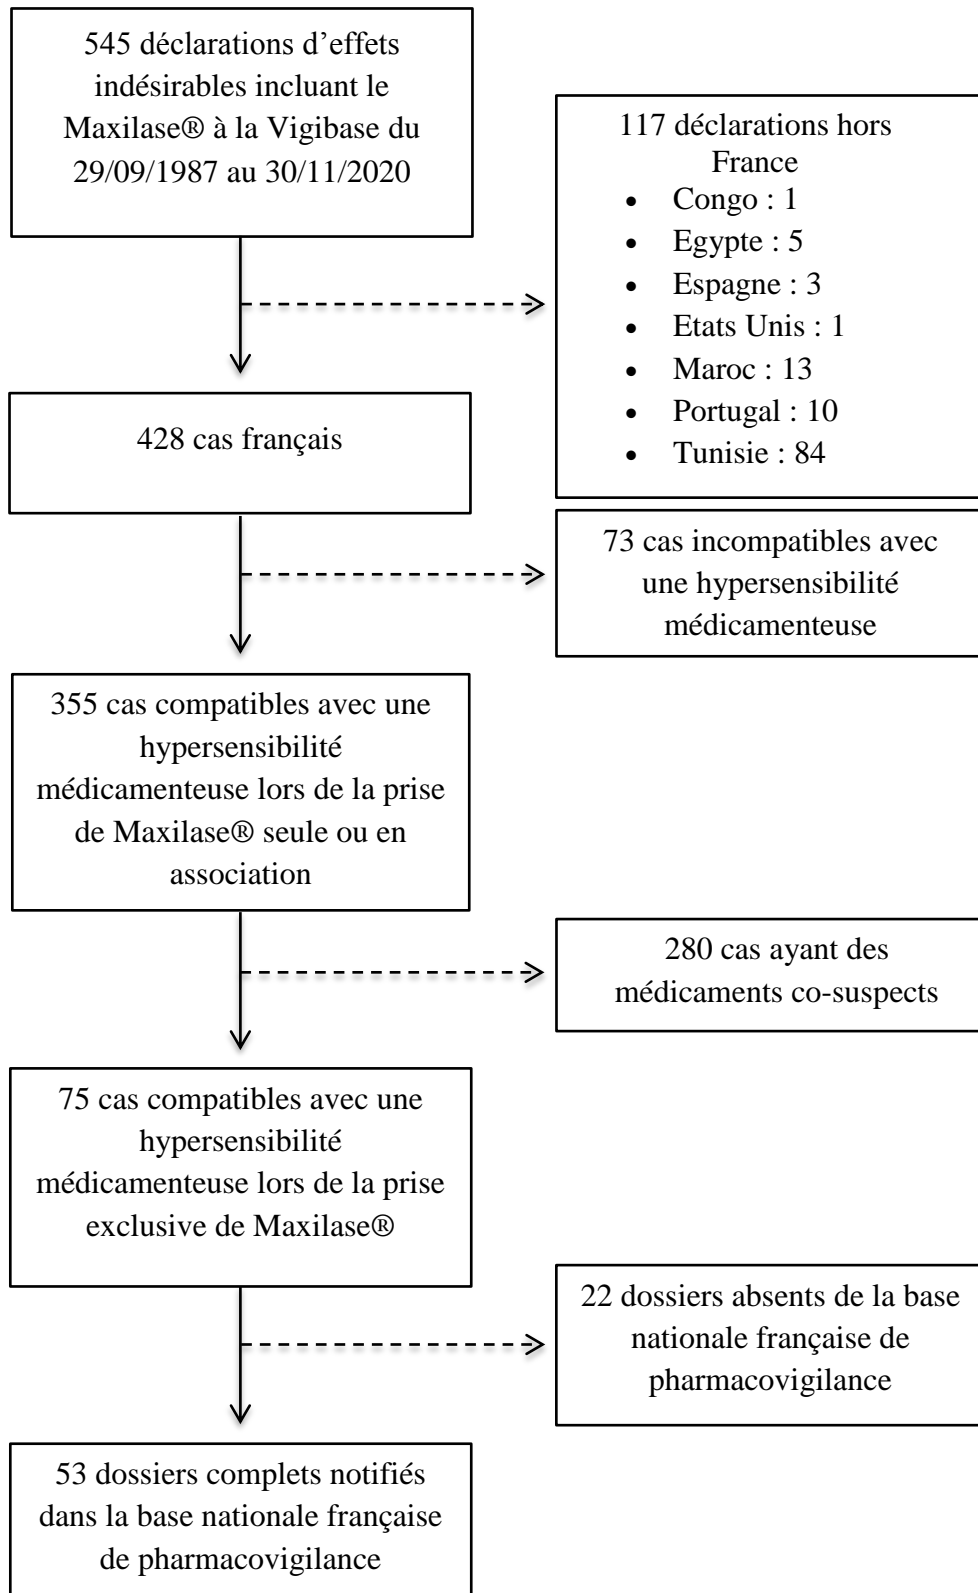 545 déclarations d’effets
indésirables incluant le
Maxilase® à la Vigibase du
29/09/1987 au 30/11/2020
117 déclarations hors
France
• Congo : 1
• Egypte : 5
• Espagne : 3
• Etats Unis : 1
• Maroc : 13
• Portugal : 10
• Tunisie : 84
428 cas français
73 cas incompatibles avec
une hypersensibilité
médicamenteuse
355 cas compatibles avec une
hypersensibilité
médicamenteuse lors de la prise
de Maxilase® seule ou en
association
280 cas ayant des
médicaments co-suspects
75 cas compatibles avec une
hypersensibilité
médicamenteuse lors de la prise
exclusive de Maxilase®
22 dossiers absents de la base
nationale française de
pharmacovigilance
53 dossiers complets notifiés
dans la base nationale française
de pharmacovigilance